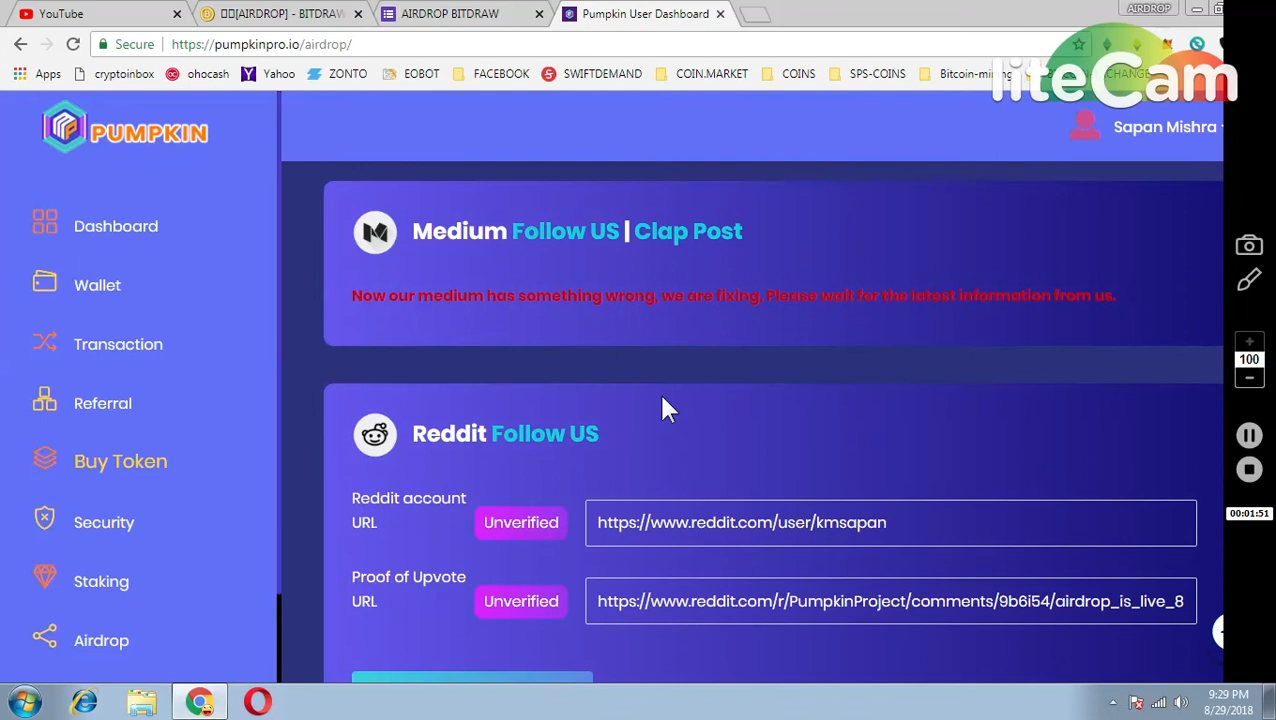 YouTube
[AIRDROP] - BITDRAW
AIRDROP BITDRAW
Pumpkin User Dashboard
AIRDROP
Secure
https://pumpkinpro.io/airdrop/
Apps
cryptoinbox
ohocash
Yahoo
ZONTO
EOBOT
FACEBOOK
SWIFTDEMAND
COIN.MARKET
COINS
SPS-COINS
Bitcoin-mining
liteCam
PUMPKIN
Sapan Mishra
Dashboard
Wallet
Transaction
Referral
Buy Token
Security
Staking
Airdrop
Medium Follow US | Clap Post
Now our medium has something wrong, we are fixing, Please wait for the latest information from us.
Reddit Follow US
Reddit account
URL
Unverified
https://www.reddit.com/user/kmsapan
Proof of Upvote
URL
Unverified
https://www.reddit.com/r/PumpkinProject/comments/9b6i54/airdrop_is_live_8
100
00:01:51
9:29 PM
8/29/2018